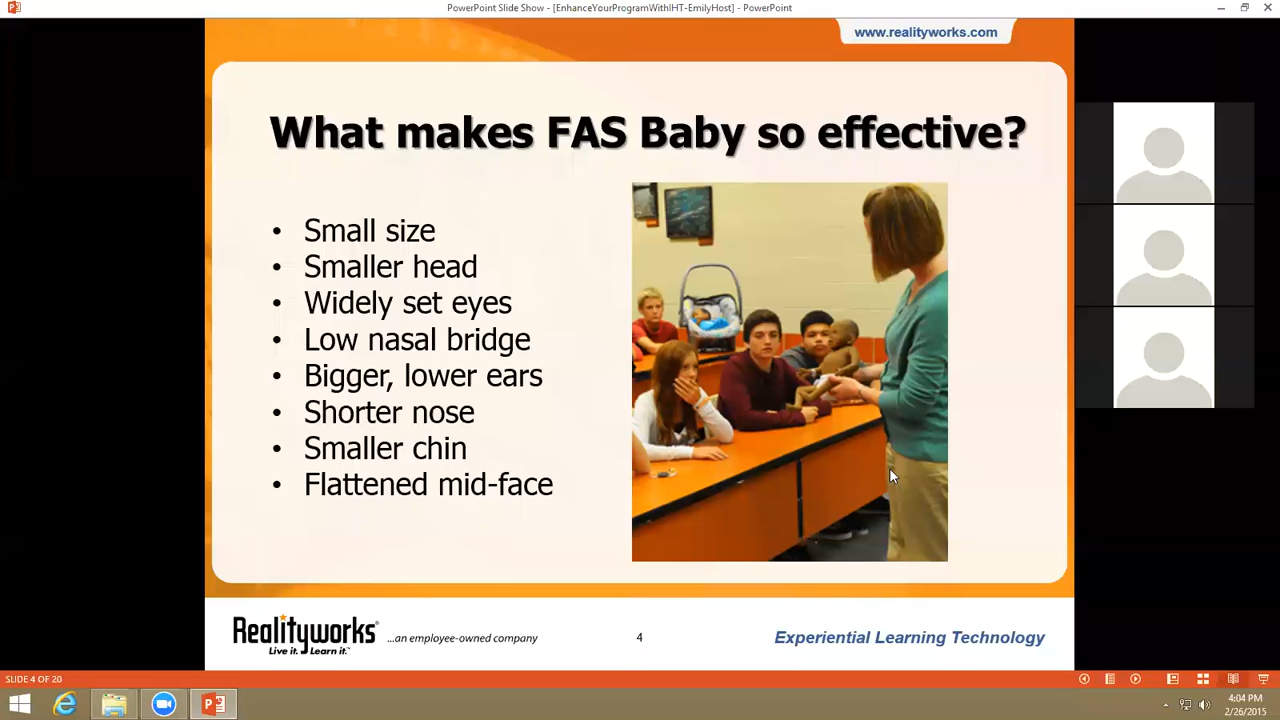 PowerPoint Slide Show - [EnhanceYourProgramWithIHT-EmilyHost] - PowerPoint
www.realityworks.com
What makes FAS Baby so effective?
• Small size
• Smaller head
• Widely set eyes
• Low nasal bridge
• Bigger, lower ears
• Shorter nose
• Smaller chin
• Flattened mid-face
Realityworks®
Live it. Learn it.™
...an employee-owned company
4
Experiential Learning Technology
SLIDE 4 OF 20
4:04 PM
2/26/2015